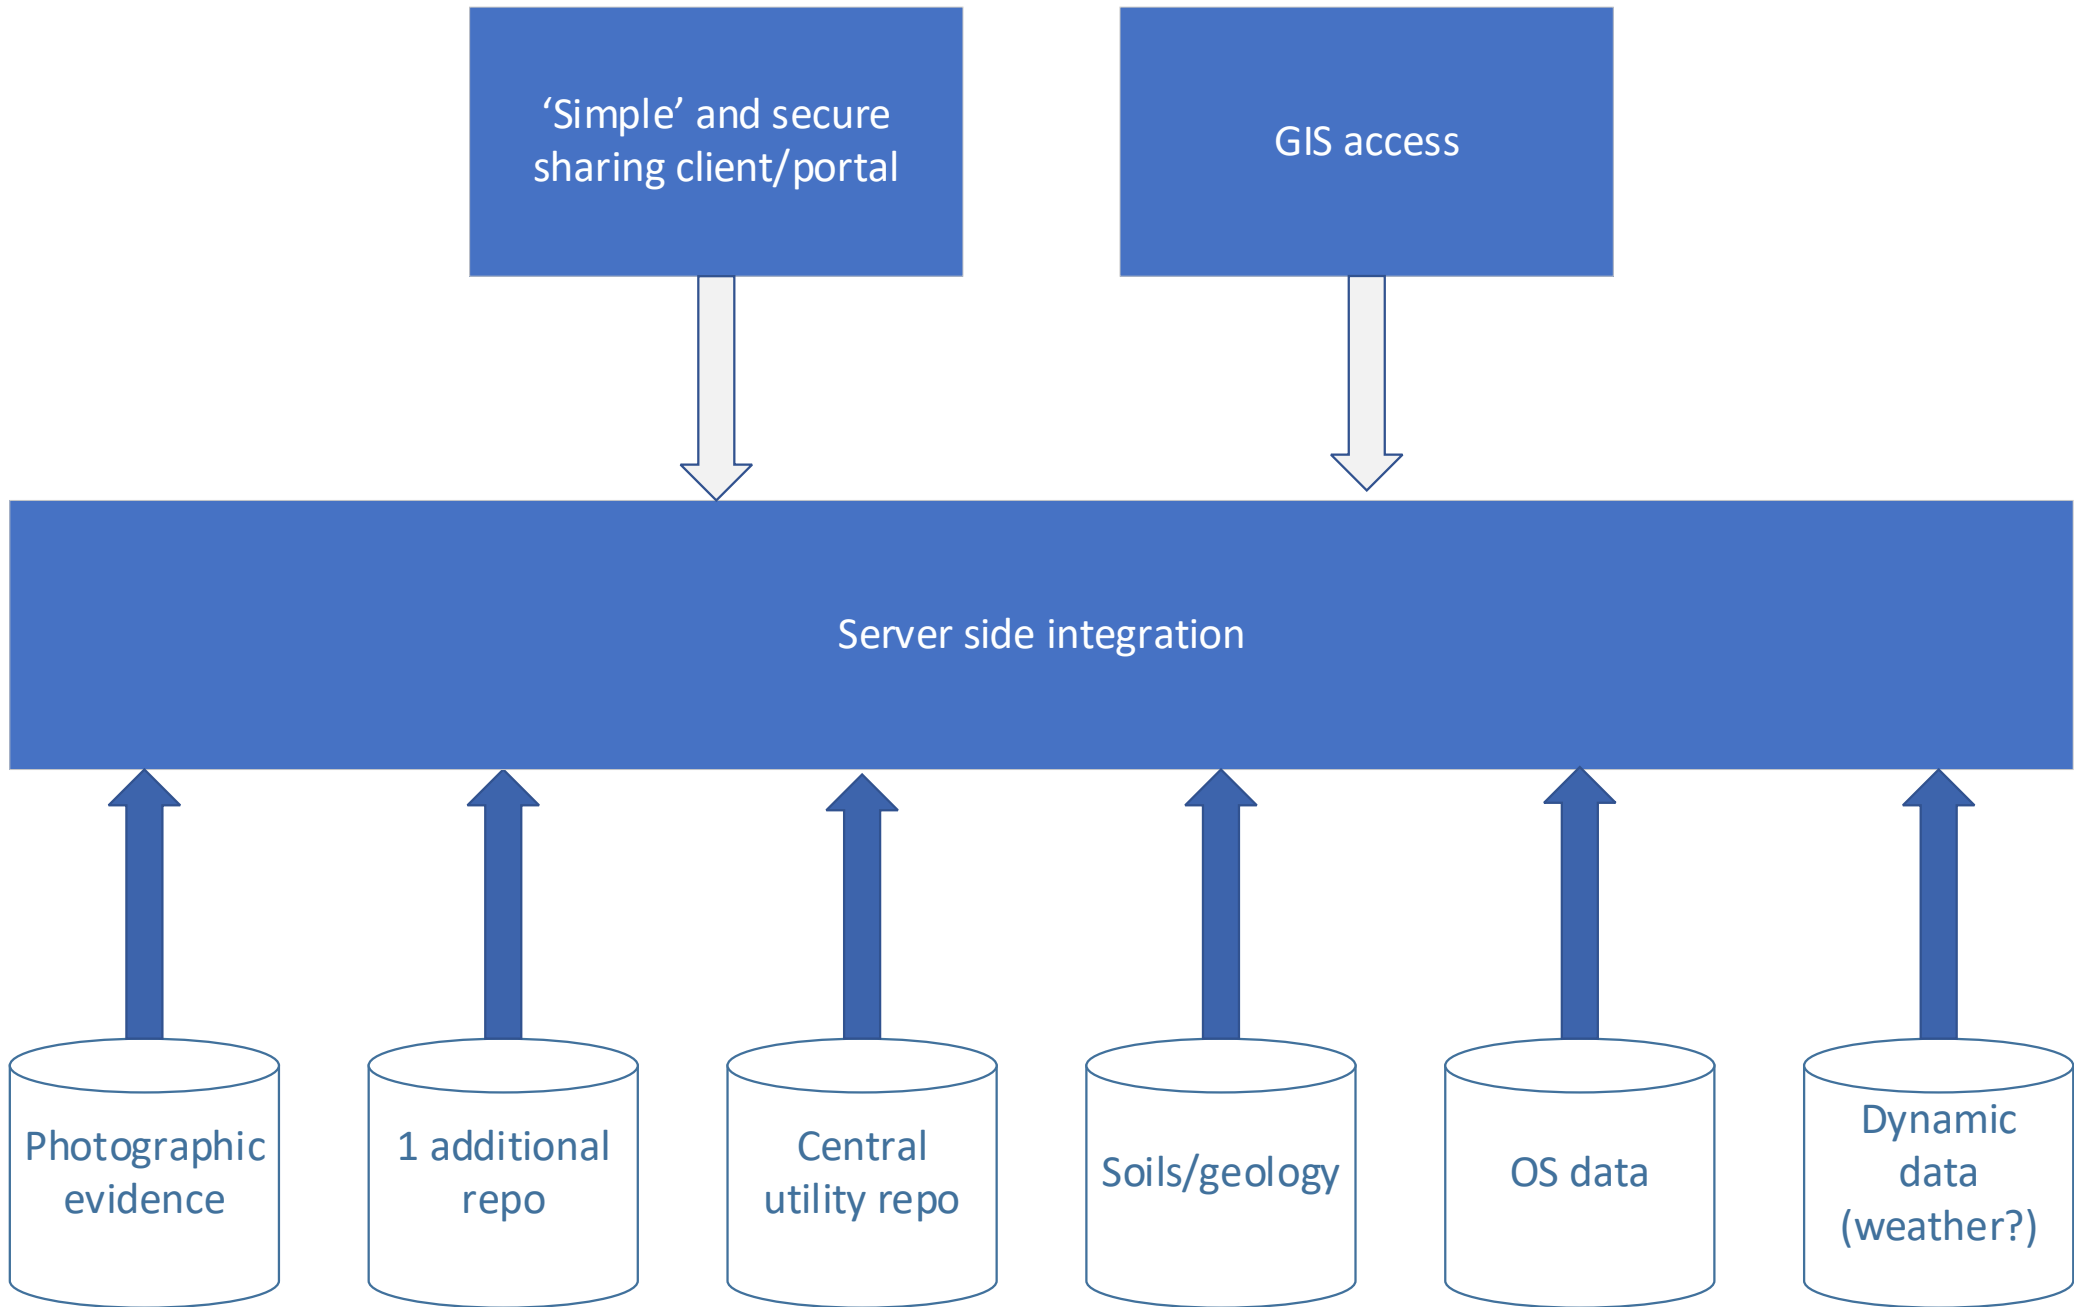 ‘Simple’ and secure
sharing client/portal
GIS access
Server side integration
Photographic
evidence
1 additional
repo
Central
utility repo
Soils/geology
OS data
Dynamic
data
(weather?)